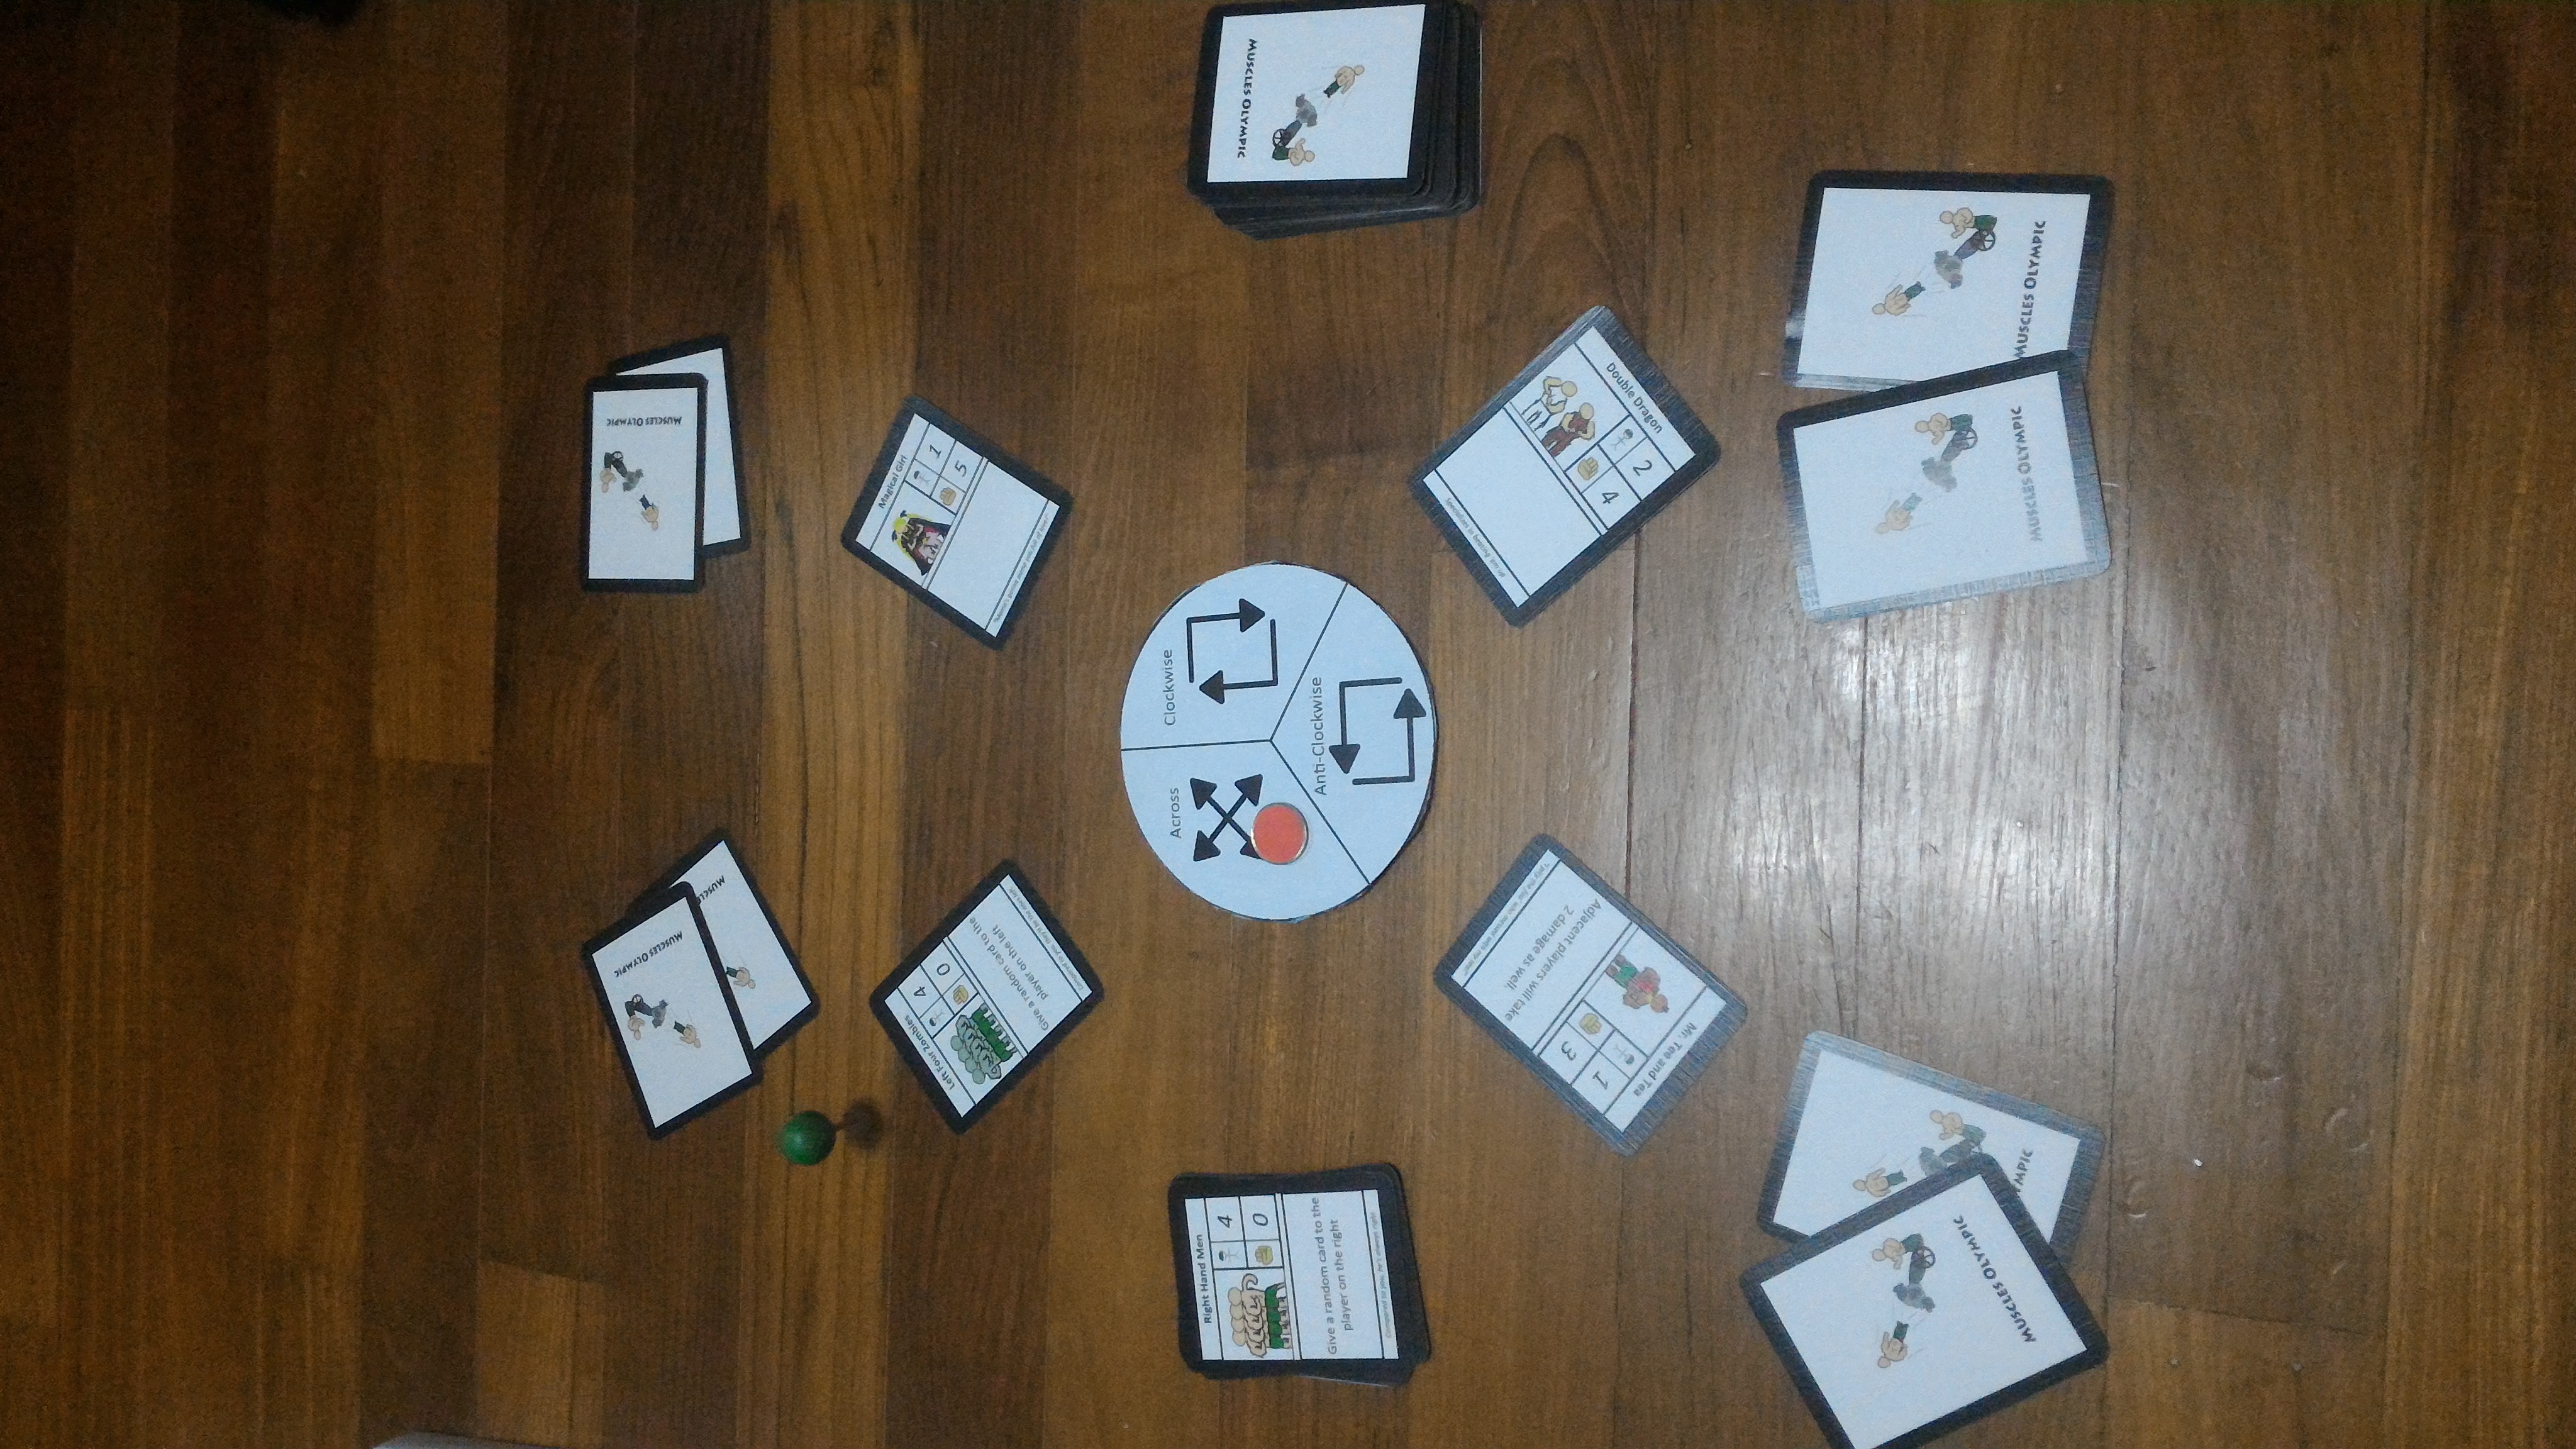 MUSCLES OLYMPIC
MUSCL
MUSCLES OLYMPIC
Left Four Zombies
4
0
Give a random card to the
player on the left
Magical Girl
1
5
Right Hand Men
4
0
Give a random card to the
player on the right
Compared to you, he's always right
Across
Clockwise
Anti-Clockwise
MUSCLES OLYMPIC
Mr. Tee and Tea
1
3
Adjacent players will take
2 damage as well.
Double Dragon
2
4
MUSCLES OLYMPIC
YMPIC
MUSCLES OLYMPIC
MUSCLES OLYMPIC